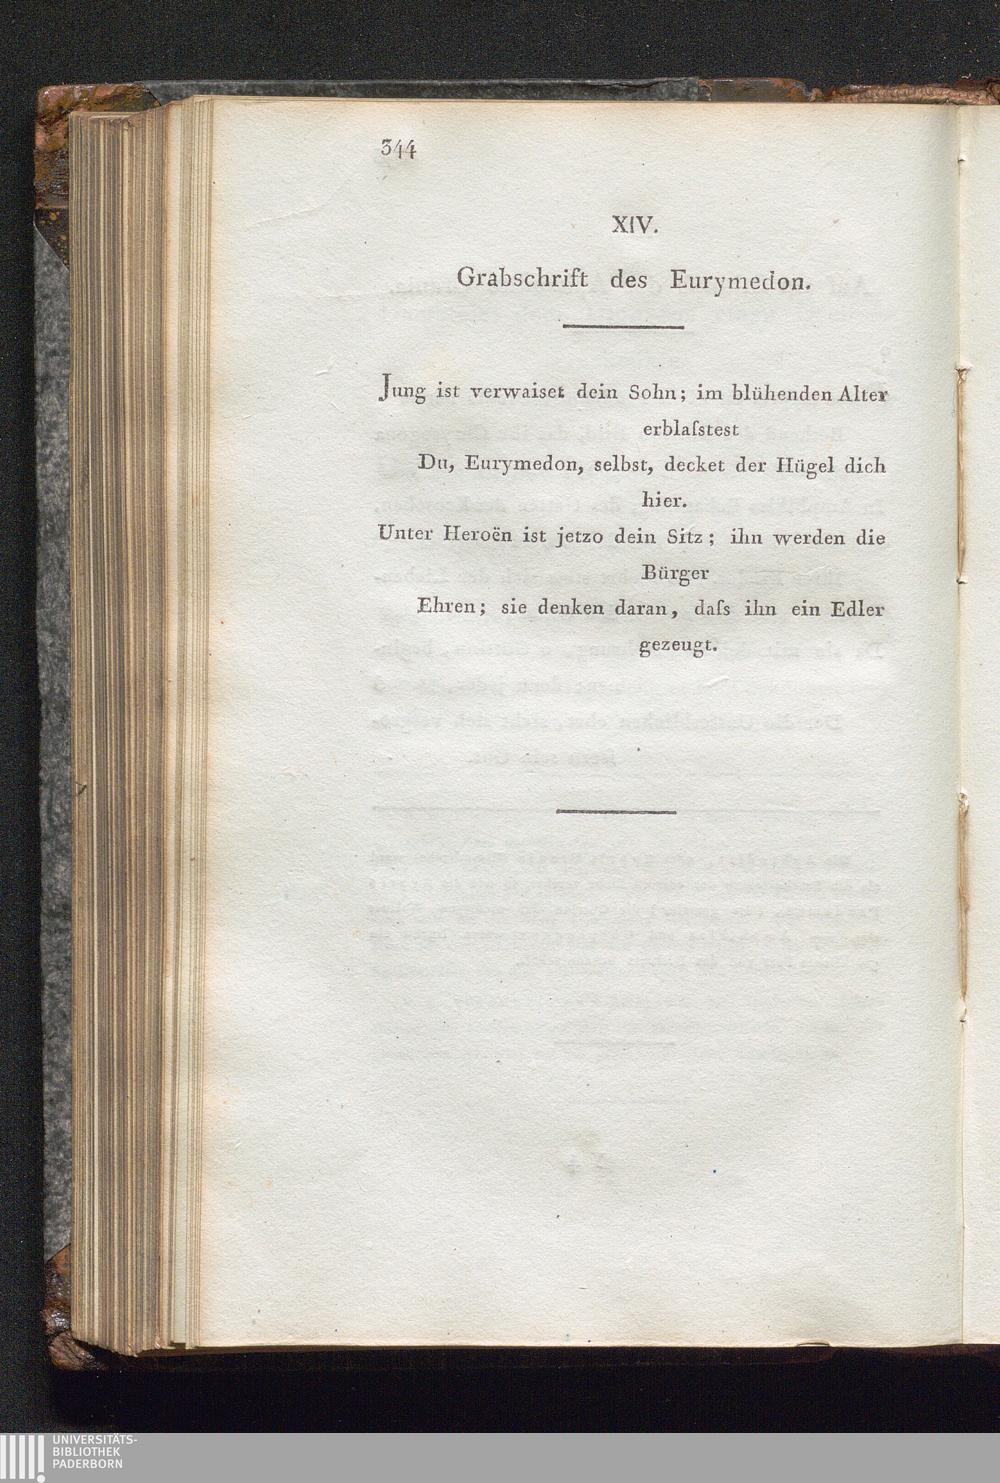 344
XIV.
Grabschrift des Eurymedon.
Jung ist verwaiset dein Sohn; im blühenden Alter
erblaſstest
Du, Eurymedon, selbst, decket der Hügel dich
hier.
Unter Heroën ist jetzo dein Sitz; ihn werden die
Bürger
Ehren; sie denken daran, daſs ihn ein Edler
gezeugt.
UNIVERSITÄTS-
BIBLIOTHEK
PADERBORN